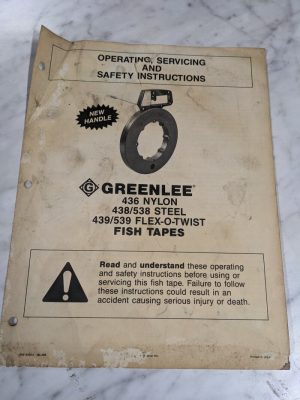 OPERATING, SERVICING
AND
SAFETY INSTRUCTIONS
NEW
HANDLE
G GREENLEE®
436 NYLON
438/538 STEEL
439/539 FLEX-O-TWIST
FISH TAPES
Read and understand these operating
and safety instructions before using or
servicing this fish tape. Failure to follow
these instructions could result in an
accident causing serious injury or death.